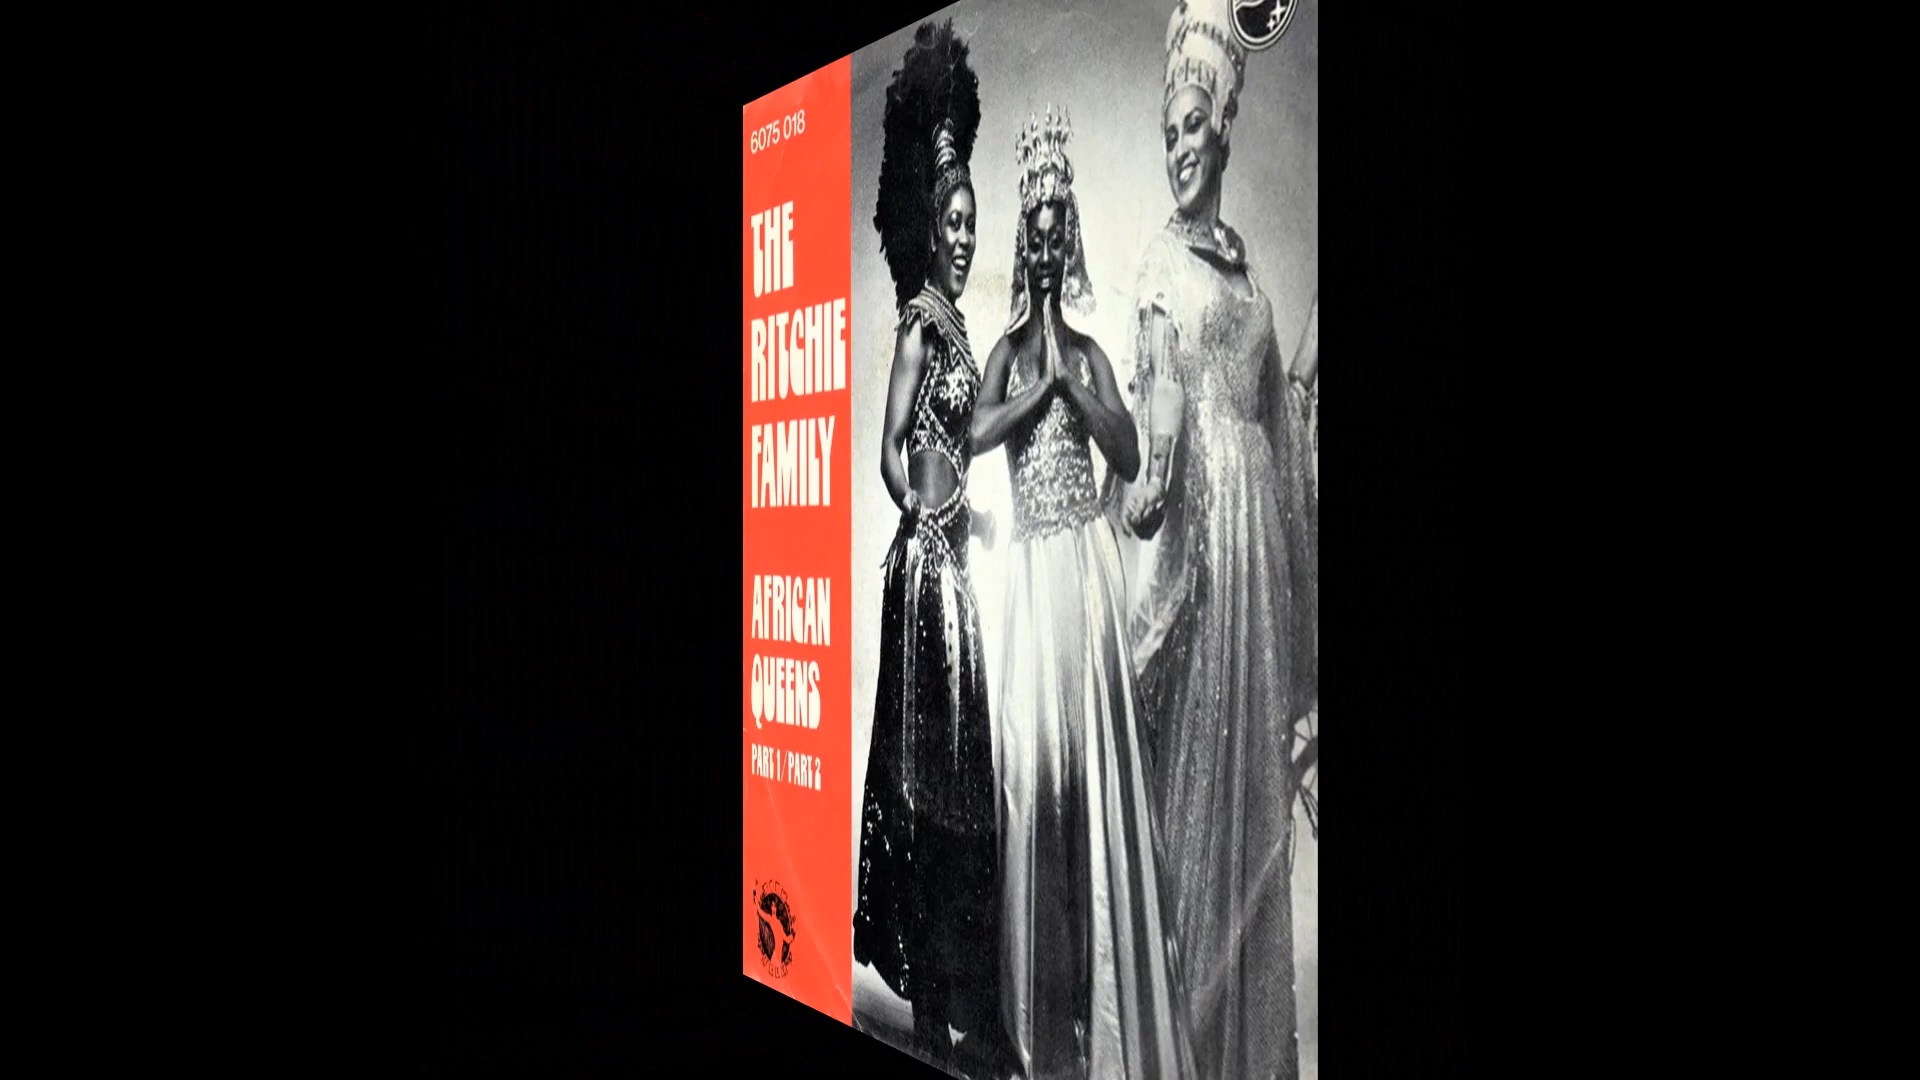 6075 018
THE
RITCHIE
FAMILY
AFRICAN
QUEENS
PART 1/PART 2